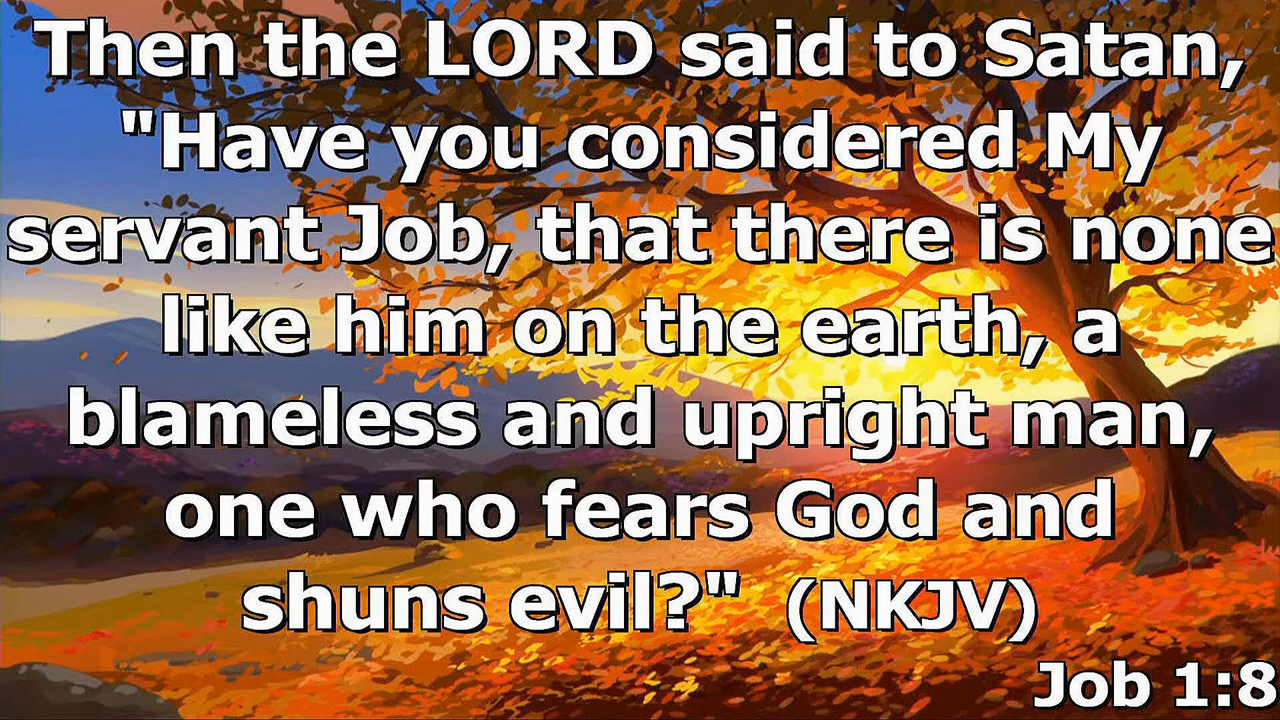 Then the LORD said to Satan,
"Have you considered My
servant Job, that there is none
like him on the earth, a
blameless and upright man,
one who fears God and
shuns evil?" (NKJV)
Job 1:8